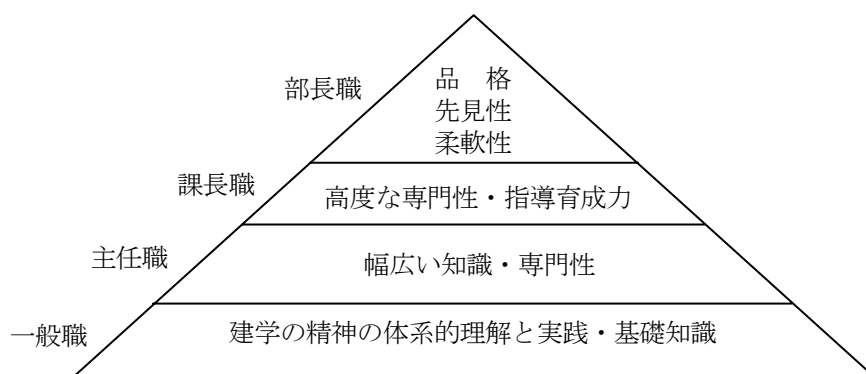 部長職
品　格
先見性
柔軟性
課長職
高度な専門性・指導育成力
主任職
幅広い知識・専門性
一般職
建学の精神の体系的理解と実践・基礎知識